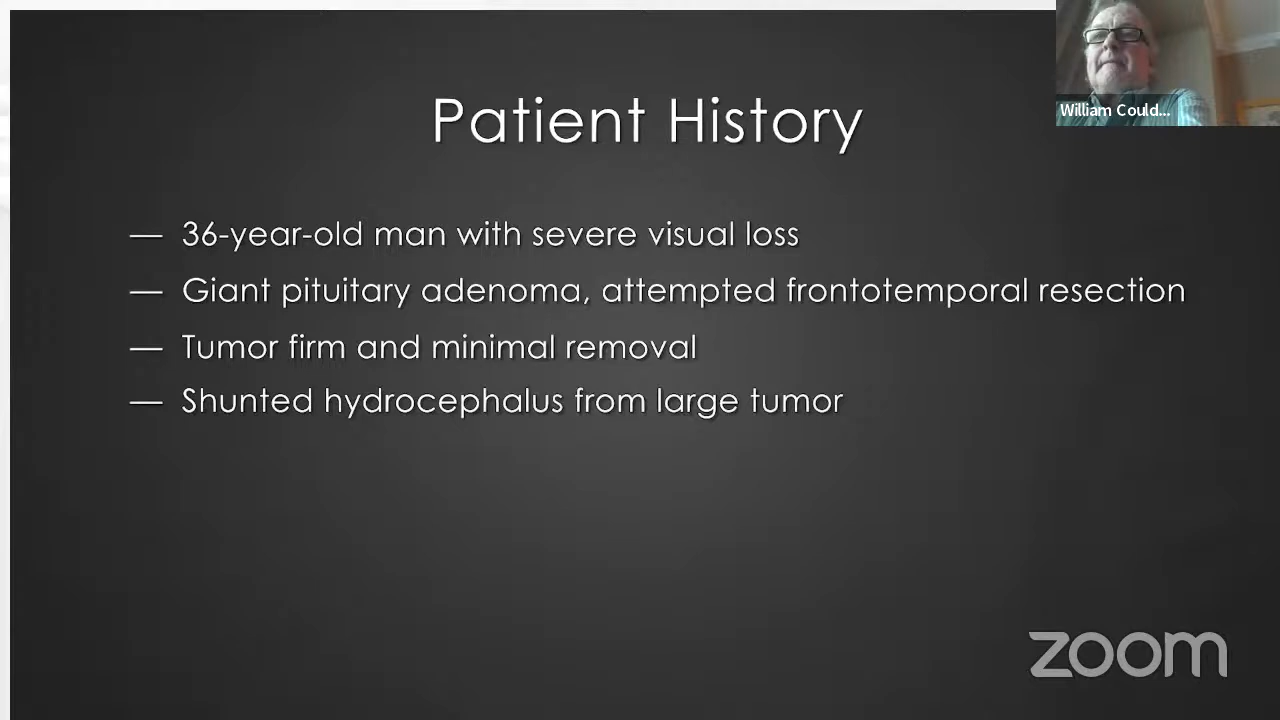 William Could...
Patient History
— 36-year-old man with severe visual loss
— Giant pituitary adenoma, attempted frontotemporal resection
— Tumor firm and minimal removal
— Shunted hydrocephalus from large tumor
zoom